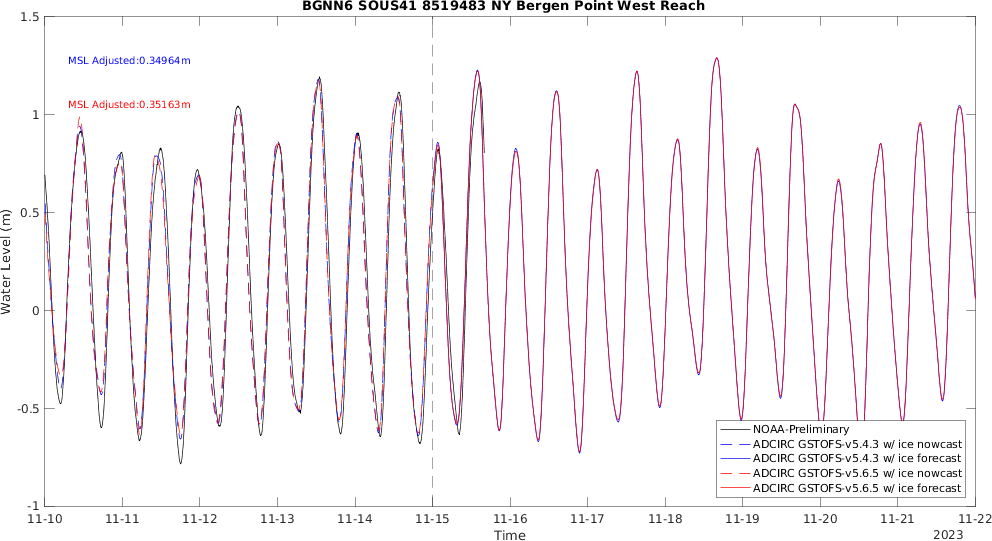 BGNN6 SOUS41 8519483 NY Bergen Point West Reach
1.5
MSL Adjusted:0.34964m
MSL Adjusted:0.35163m
1
0.5
0
-0.5
-1
Water Level (m)
NOAA-Preliminary
ADCIRC GSTOFS-v5.4.3 w/ ice nowcast
ADCIRC GSTOFS-v5.4.3 w/ ice forecast
ADCIRC GSTOFS-v5.6.5 w/ ice nowcast
ADCIRC GSTOFS-v5.6.5 w/ ice forecast
11-10 11-11 11-12 11-13 11-14 11-15 11-16 11-17 11-18 11-19 11-20 11-21 11-22
Time
2023